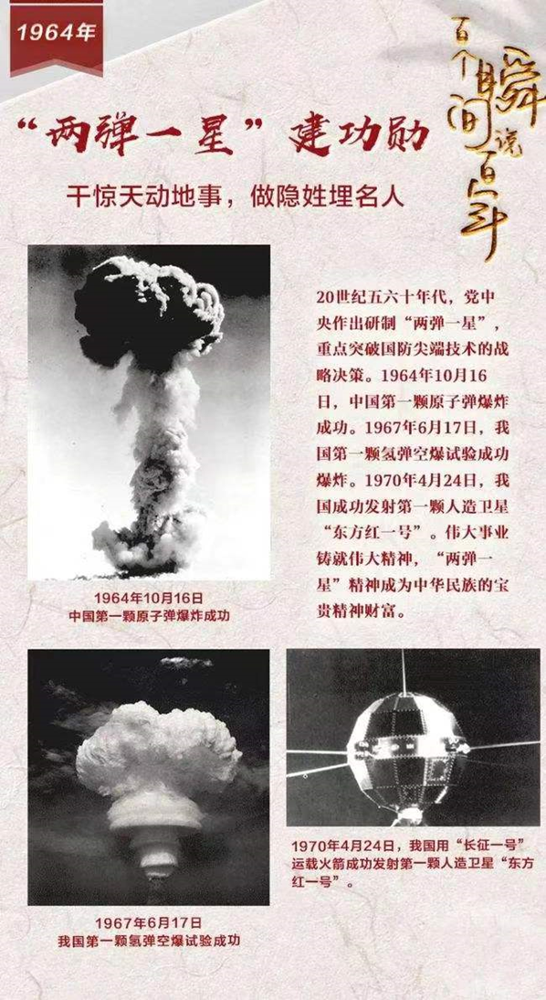 1964年
百个瞬间说百年
“两弹一星”建功勋
干惊天动地事，做隐姓埋名人
20世纪五六十年代，党中
央作出研制“两弹一星”，
重点突破国防尖端技术的战
略决策。1964年10月16
日，中国第一颗原子弹爆炸
成功。1967年6月17日，我
国第一颗氢弹空爆试验成功
爆炸。1970年4月24日，我
国成功发射第一颗人造卫星
“东方红一号”。伟大事业
铸就伟大精神，“两弹一
星”精神成为中华民族的宝
贵精神财富。
1964年10月16日
中国第一颗原子弹爆炸成功
1970年4月24日，我国用“长征一号”
运载火箭成功发射第一颗人造卫星“东方
红一号”。
1967年6月17日
我国第一颗氢弹空爆试验成功